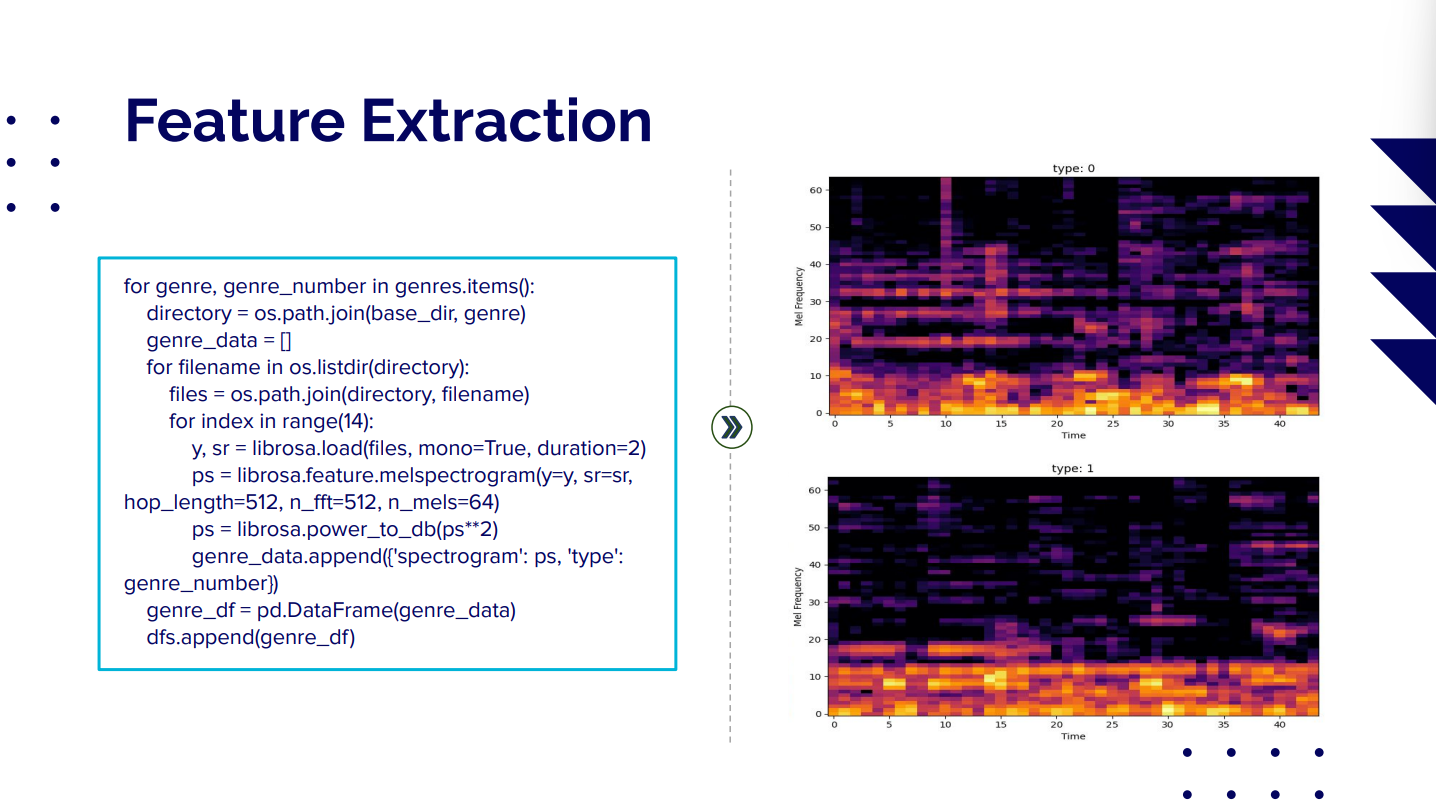 Feature Extraction
for genre, genre_number in genres.items():
directory = os.path.join(base_dir, genre)
genre_data = []
for filename in os.listdir(directory):
files = os.path.join(directory, filename)
for index in range(14):
y, sr = librosa.load(files, mono=True, duration=2)
ps = librosa.feature.melspectrogram(y=y, sr=sr,
hop_length=512, n_fft=512, n_mels=64)
ps = librosa.power_to_db(ps**2)
genre_data.append({'spectrogram': ps, 'type':
genre_number})
genre_df = pd.DataFrame(genre_data)
dfs.append(genre_df)
type: 0
60
50
40
30
20
10
0
Mel Frequency
0 5 10 15 20 25 30 35 40
Time
type: 1
60
50
40
30
20
10
0
Mel Frequency
0 5 10 15 20 25 30 35 40
Time